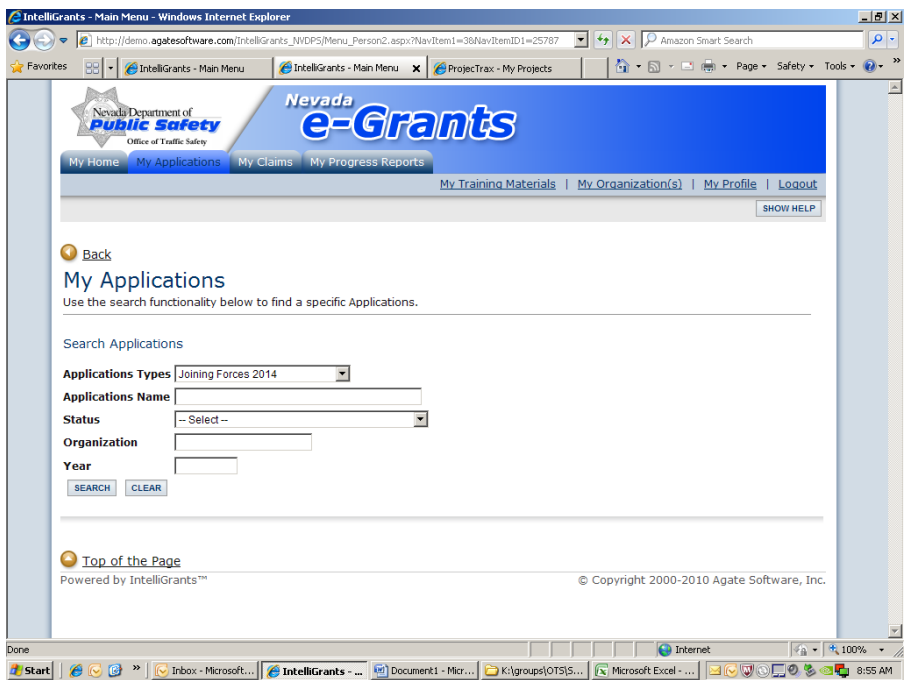 IntelliGrants - Main Menu - Windows Internet Explorer
http://demo.agatesoftware.com/IntelliGrants_NVDPS/Menu_Person2.aspx?NavItem1=3&NavItemID1=25787
Amazon Smart Search
Favorites
IntelliGrants - Main Menu
IntelliGrants - Main Menu
ProjecTrax - My Projects
Page
Safety
Tools
Nevada Department of
Public Safety
Office of Traffic Safety
Nevada
e-Grants
My Home
My Applications
My Claims
My Progress Reports
My Training Materials | My Organization(s) | My Profile | Logout
SHOW HELP
Back
My Applications
Use the search functionality below to find a specific Applications.
Search Applications
Applications Types Joining Forces 2014
Applications Name
Status -- Select --
Organization
Year
SEARCH CLEAR
Top of the Page
Powered by IntelliGrants™
© Copyright 2000-2010 Agate Software, Inc.
Done
Internet
100%
Start
Inbox - Microsoft...
IntelliGrants - ...
Document1 - Micr...
K:\groups\OTS\S...
Microsoft Excel - ...
8:55 AM